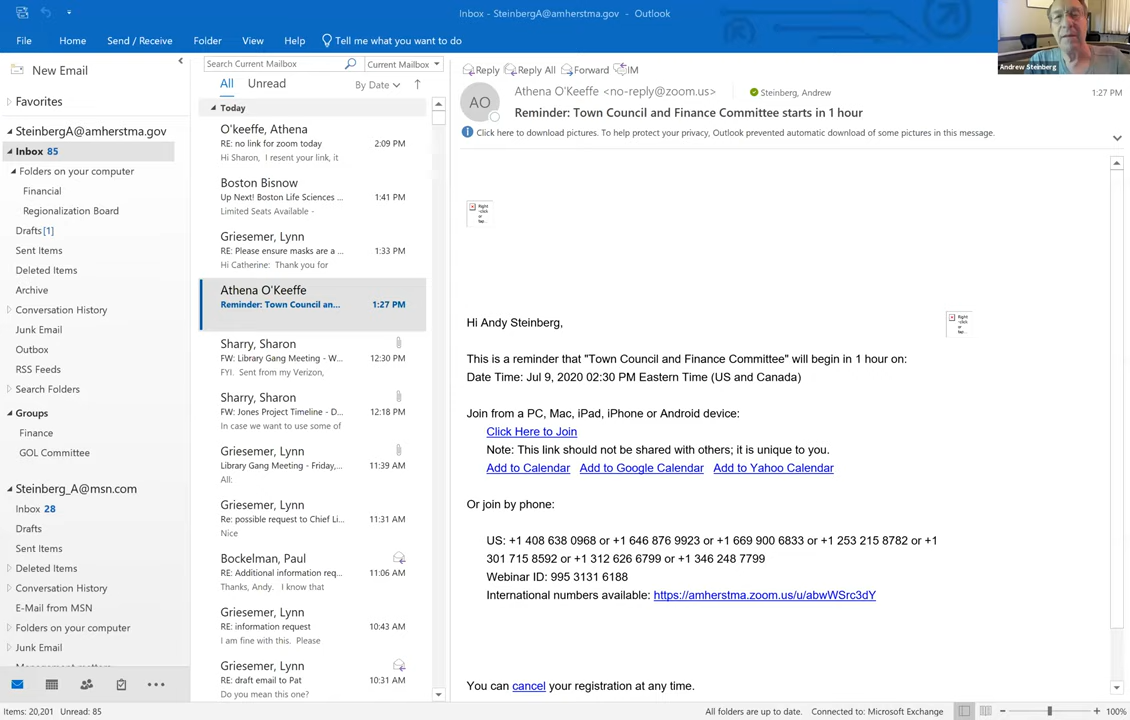 Inbox - SteinbergA@amherstma.gov - Outlook
File Home Send / Receive Folder View Help Tell me what you want to do
Andrew Steinberg
New Email
Favorites
SteinbergA@amherstma.gov
Inbox 85
Folders on your computer
Financial
Regionalization Board
Drafts [1]
Sent Items
Deleted Items
Archive
Conversation History
Junk Email
Outbox
RSS Feeds
Search Folders
Groups
Finance
GOL Committee
Steinberg_A@msn.com
Inbox 28
Drafts
Sent Items
Deleted Items
Conversation History
E-Mail from MSN
Folders on your computer
Junk Email
Search Current Mailbox Current Mailbox
All Unread By Date
Today
O'keeffe, Athena
RE: no link for zoom today 2:09 PM
Hi Sharon, I resent your link, it
Boston Bisnow
Up Next! Boston Life Sciences ... 1:41 PM
Limited Seats Available -
Griesemer, Lynn
RE: Please ensure masks are a ... 1:33 PM
Hi Catherine: Thank you for
Athena O'Keeffe
Reminder: Town Council an... 1:27 PM
Sharry, Sharon
FW: Library Gang Meeting - W... 12:30 PM
FYI. Sent from my Verizon,
Sharry, Sharon
FW: Jones Project Timeline - D... 12:18 PM
In case we want to use some of
Griesemer, Lynn
Library Gang Meeting - Friday,... 11:39 AM
All:
Griesemer, Lynn
Re: possible request to Chief Li... 11:31 AM
Nice
Bockelman, Paul
RE: Additional information req... 11:06 AM
Thanks, Andy. I know that
Griesemer, Lynn
RE: information request 10:43 AM
I am fine with this. Please
Griesemer, Lynn
RE: draft email to Pat 10:31 AM
Do you mean this one?
Reply Reply All Forward IM
AO
Athena O'Keeffe <no-reply@zoom.us> Steinberg, Andrew 1:27 PM
Reminder: Town Council and Finance Committee starts in 1 hour
Click here to download pictures. To help protect your privacy, Outlook prevented automatic download of some pictures in this message.
Hi Andy Steinberg,
This is a reminder that "Town Council and Finance Committee" will begin in 1 hour on:
Date Time: Jul 9, 2020 02:30 PM Eastern Time (US and Canada)
Join from a PC, Mac, iPad, iPhone or Android device:
Click Here to Join
Note: This link should not be shared with others; it is unique to you.
Add to Calendar Add to Google Calendar Add to Yahoo Calendar
Or join by phone:
US: +1 408 638 0968 or +1 646 876 9923 or +1 669 900 6833 or +1 253 215 8782 or +1
301 715 8592 or +1 312 626 6799 or +1 346 248 7799
Webinar ID: 995 3131 6188
International numbers available: https://amherstma.zoom.us/u/abwWSrc3dY
You can cancel your registration at any time.
Items: 20,201 Unread: 85 All folders are up to date. Connected to: Microsoft Exchange 100%